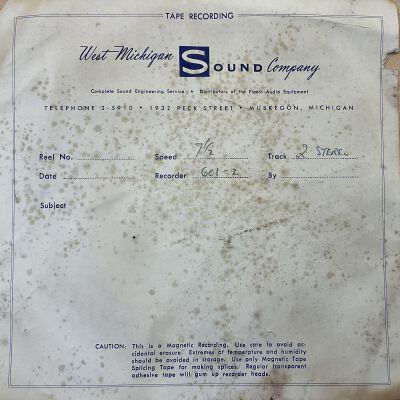 TAPE RECORDING
West Michigan SOUND Company
Complete Sound Engineering Service • Distributors of the Finest Audio Equipment
TELEPHONE 2-5910 • 1932 PECK STREET • MUSKEGON, MICHIGAN
Reel No. Speed 7 1/2 Track 2 STEREO
Date Recorder 601-2 By
Subject
CAUTION: This is a Magnetic Recording. Use care to avoid ac-
cidental erasure. Extremes of temperature and humidity
should be avoided in storage. Use only Magnetic Tape
Splicing Tape for making splices. Regular transparent
adhesive tape will gum up recorder heads.